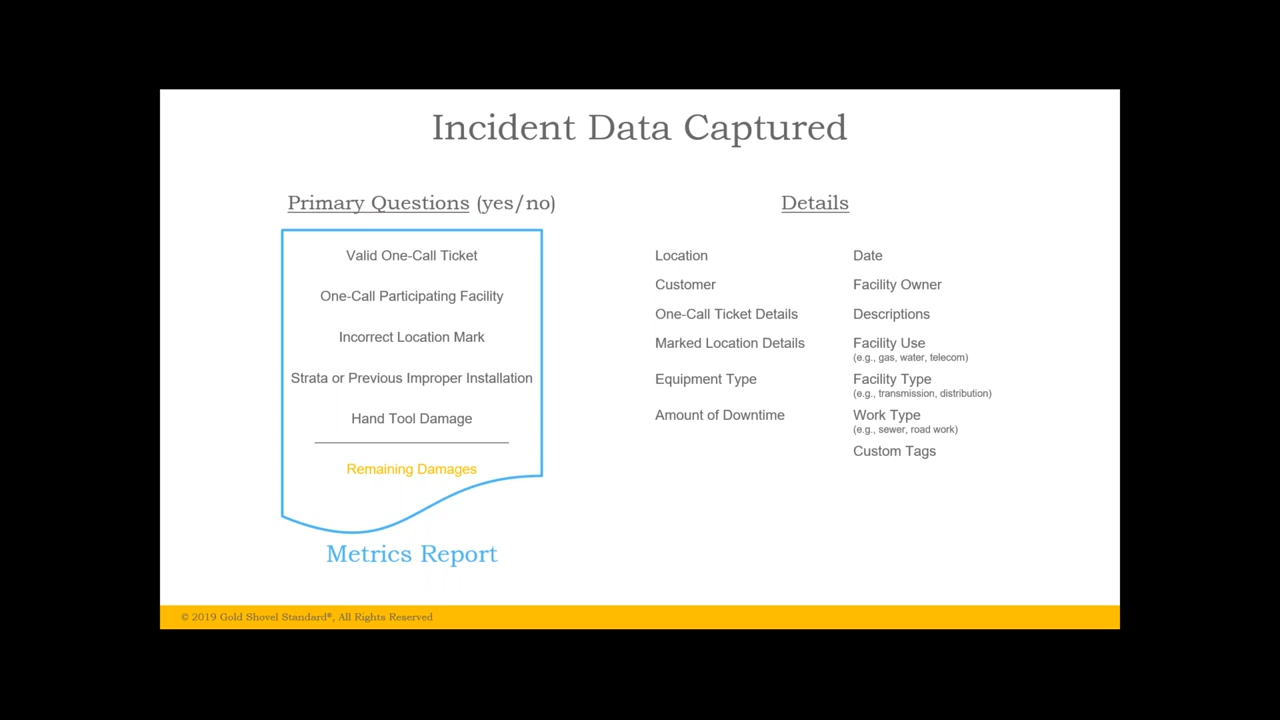 Incident Data Captured
Primary Questions (yes/no)
Valid One-Call Ticket
One-Call Participating Facility
Incorrect Location Mark
Strata or Previous Improper Installation
Hand Tool Damage
Remaining Damages
Metrics Report
Details
Location
Customer
One-Call Ticket Details
Marked Location Details
Equipment Type
Amount of Downtime
Date
Facility Owner
Descriptions
Facility Use
(e.g., gas, water, telecom)
Facility Type
(e.g., transmission, distribution)
Work Type
(e.g., sewer, road work)
Custom Tags
© 2019 Gold Shovel Standard®, All Rights Reserved